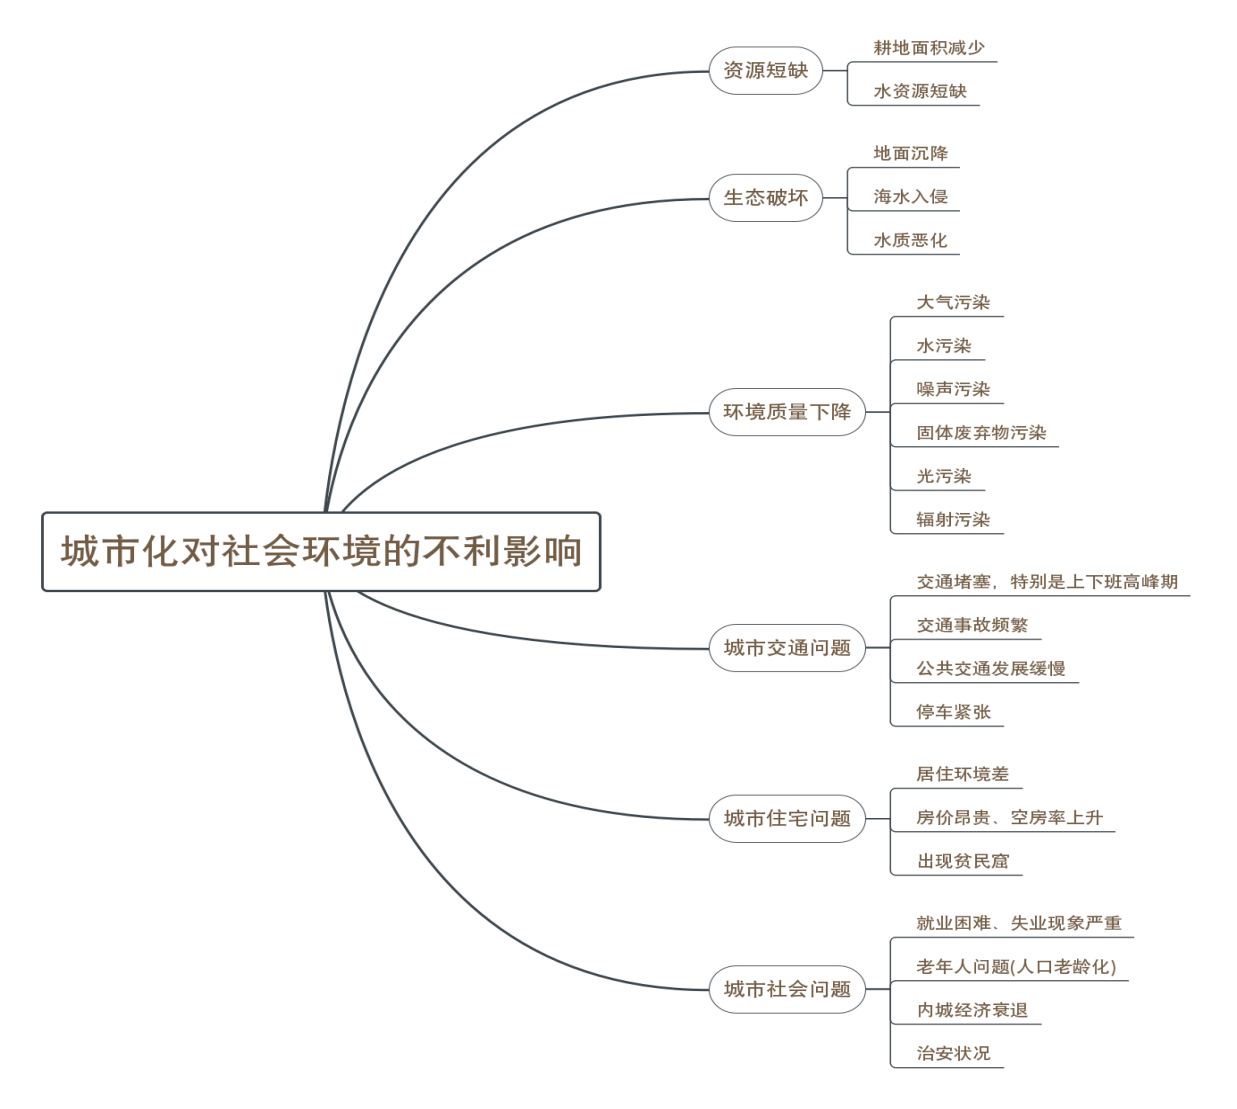 城市化对社会环境的不利影响
资源短缺
耕地面积减少
水资源短缺
生态破坏
地面沉降
海水入侵
水质恶化
环境质量下降
大气污染
水污染
噪声污染
固体废弃物污染
光污染
辐射污染
城市交通问题
交通堵塞，特别是上下班高峰期
交通事故频繁
公共交通发展缓慢
停车紧张
城市住宅问题
居住环境差
房价昂贵、空房率上升
出现贫民窟
城市社会问题
就业困难、失业现象严重
老年人问题(人口老龄化)
内城经济衰退
治安状况